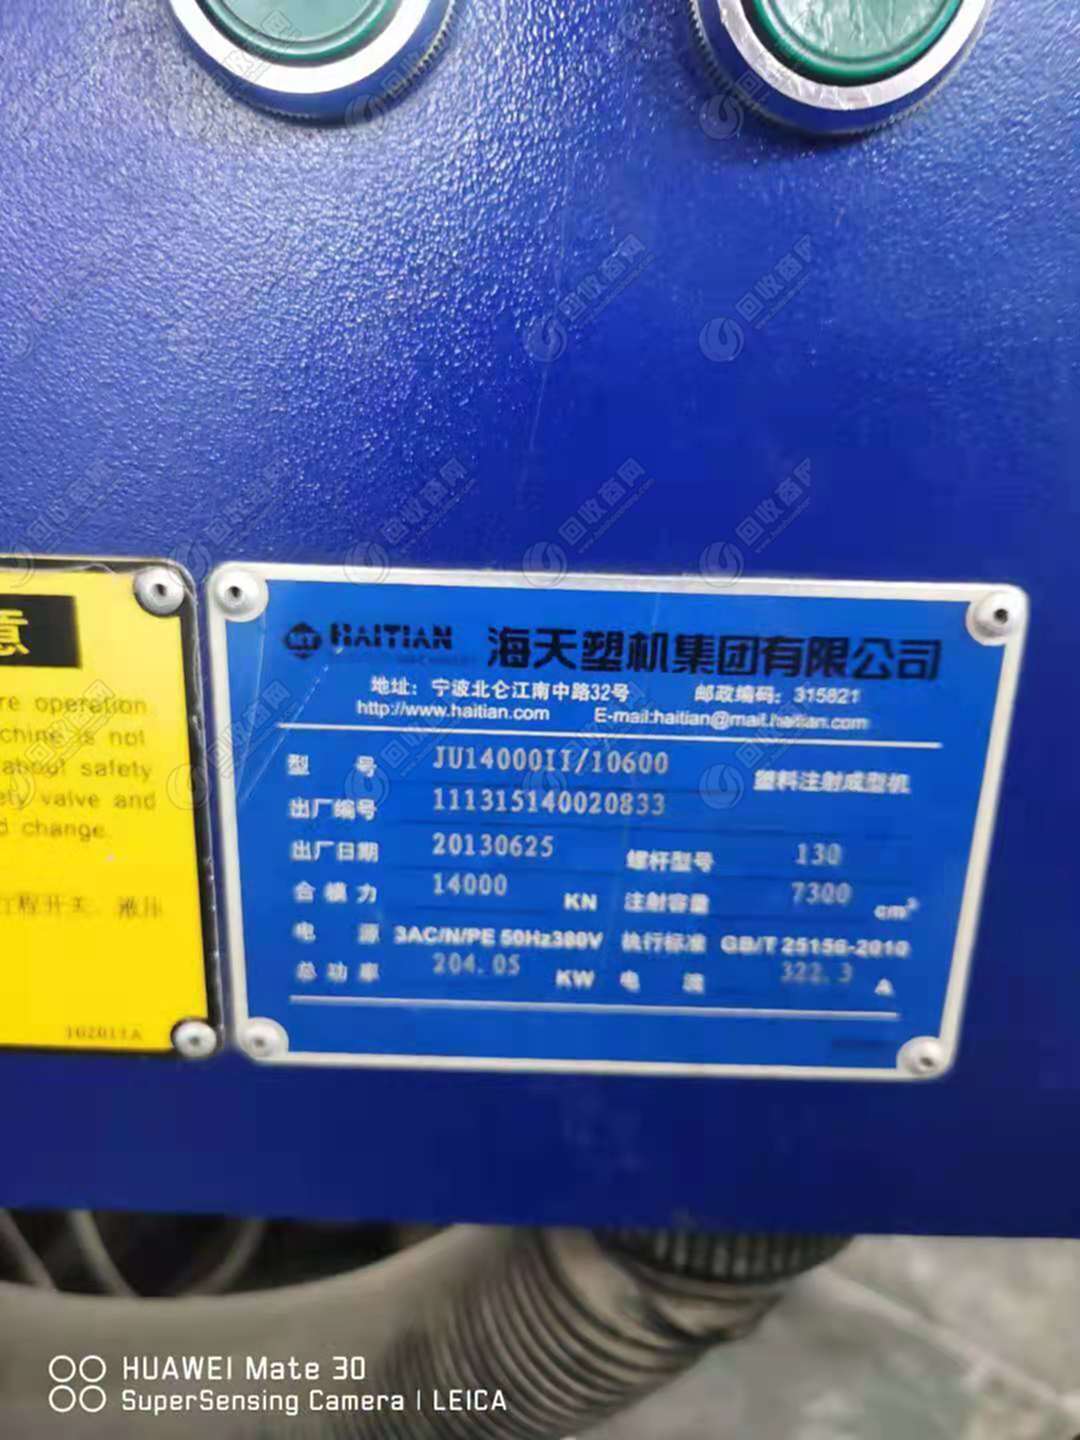 意
re operation
chine is not
about safety
ety valve and
d change.
行程开关、液压
102011A
HT HAITIAN 海天塑机集团有限公司
地址：宁波北仑江南中路32号 邮政编码：315821
http://www.haitian.com E-mail:haitian@mail.haitian.com
型号 JU14000II/10600 塑料注射成型机
出厂编号 111315140020833
出厂日期 20130625 螺杆型号 130
合模力 14000 KN 注射容量 7300 cm³
电源 3AC/N/PE 50Hz380V 执行标准 GB/T 25156-2010
总功率 204.05 KW 电流 322.3 A
回收商网
HUAWEI Mate 30
SuperSensing Camera | LEICA